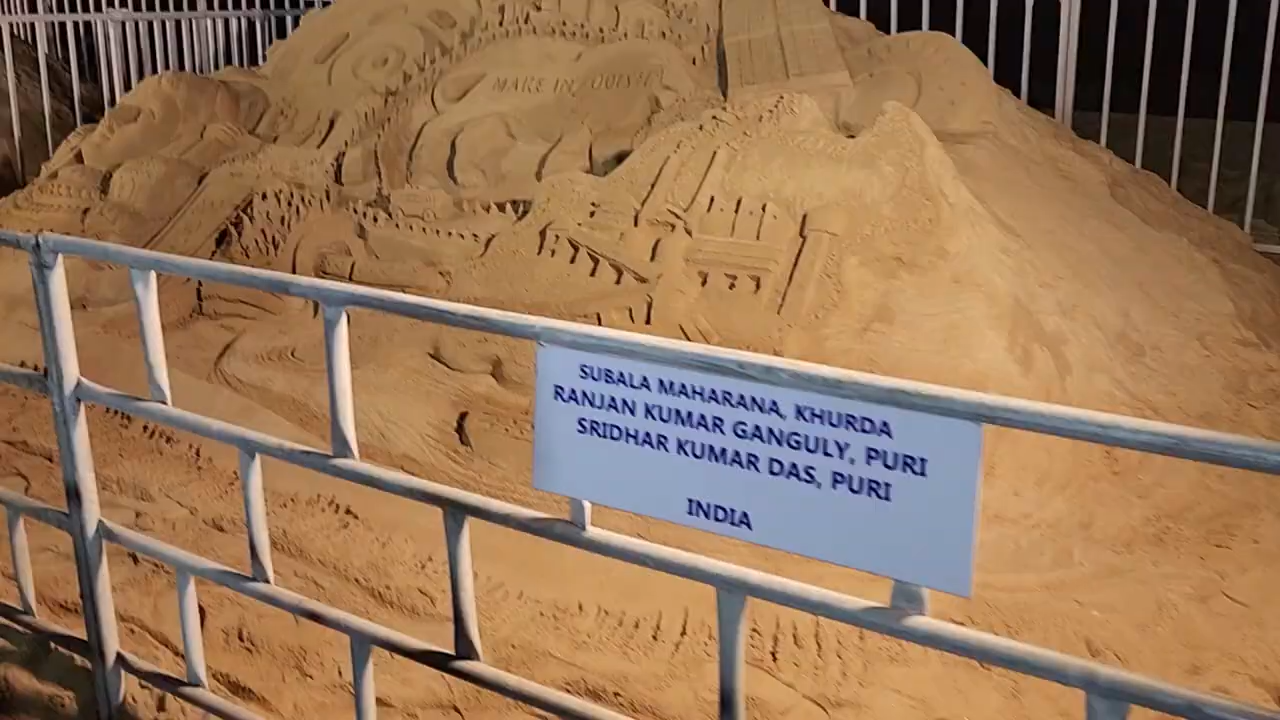 MAKE IN ODISHA
SUBALA MAHARANA, KHURDA
RANJAN KUMAR GANGULY, PURI
SRIDHAR KUMAR DAS, PURI
INDIA